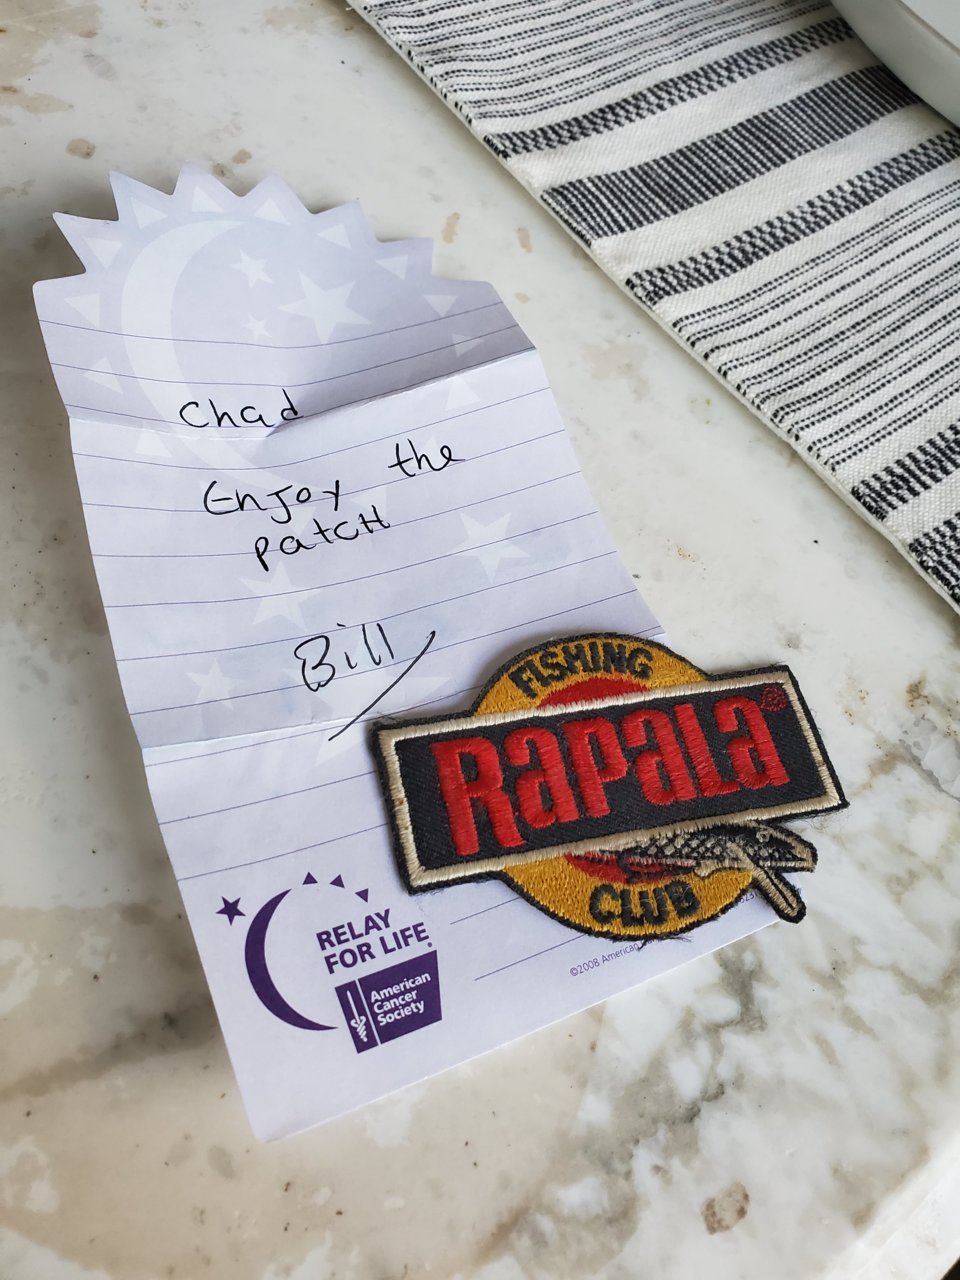 Chad
Enjoy the
patch
Bill
FISHING
Rapala®
CLUB
RELAY
FOR LIFE®
American
Cancer
Society
©2008 American